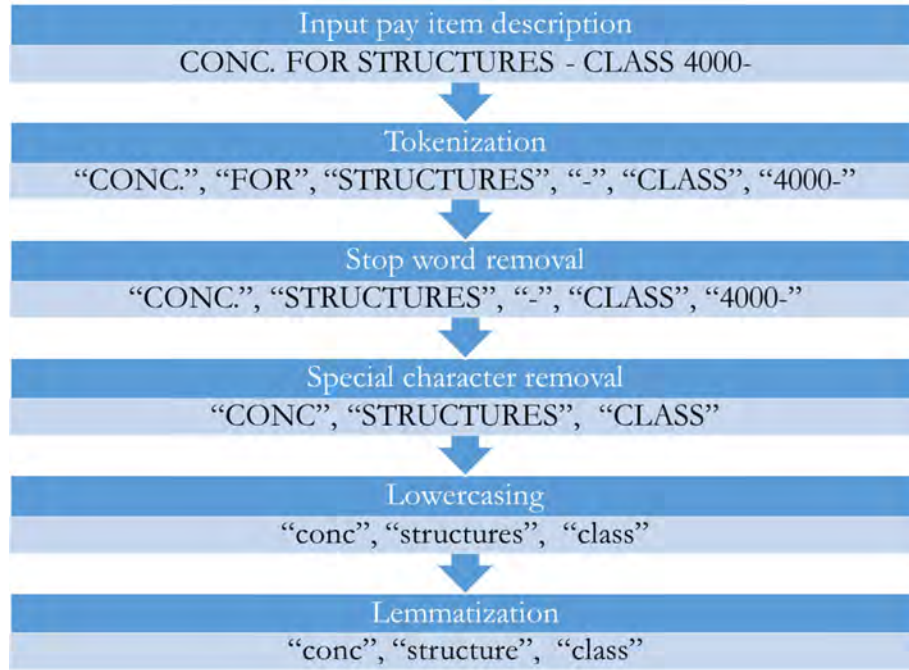 Input pay item description
CONC. FOR STRUCTURES - CLASS 4000-
Tokenization
“CONC.”, “FOR”, “STRUCTURES”, “-”, “CLASS”, “4000-”
Stop word removal
“CONC.”, “STRUCTURES”, “-”, “CLASS”, “4000-”
Special character removal
“CONC”, “STRUCTURES”, “CLASS”
Lowercasing
“conc”, “structures”, “class”
Lemmatization
“conc”, “structure”, “class”